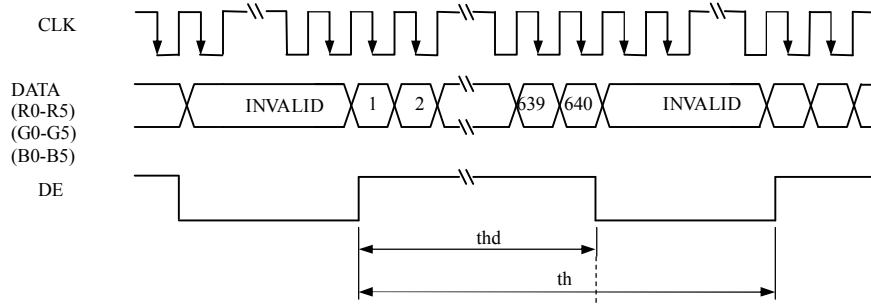 CLK
DATA
(R0-R5)
(G0-G5)
(B0-B5)
INVALID 1 2 639 640 INVALID
DE
thd
th